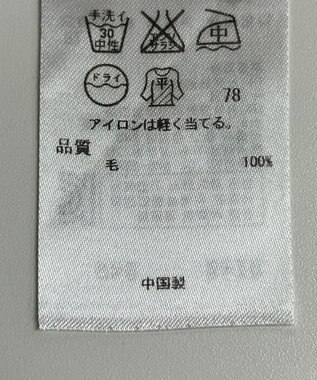 手洗イ
30
中性
エンソ
サラシ
中
ドライ
平
78
アイロンは軽く当てる。
品質
毛 100%
中国製